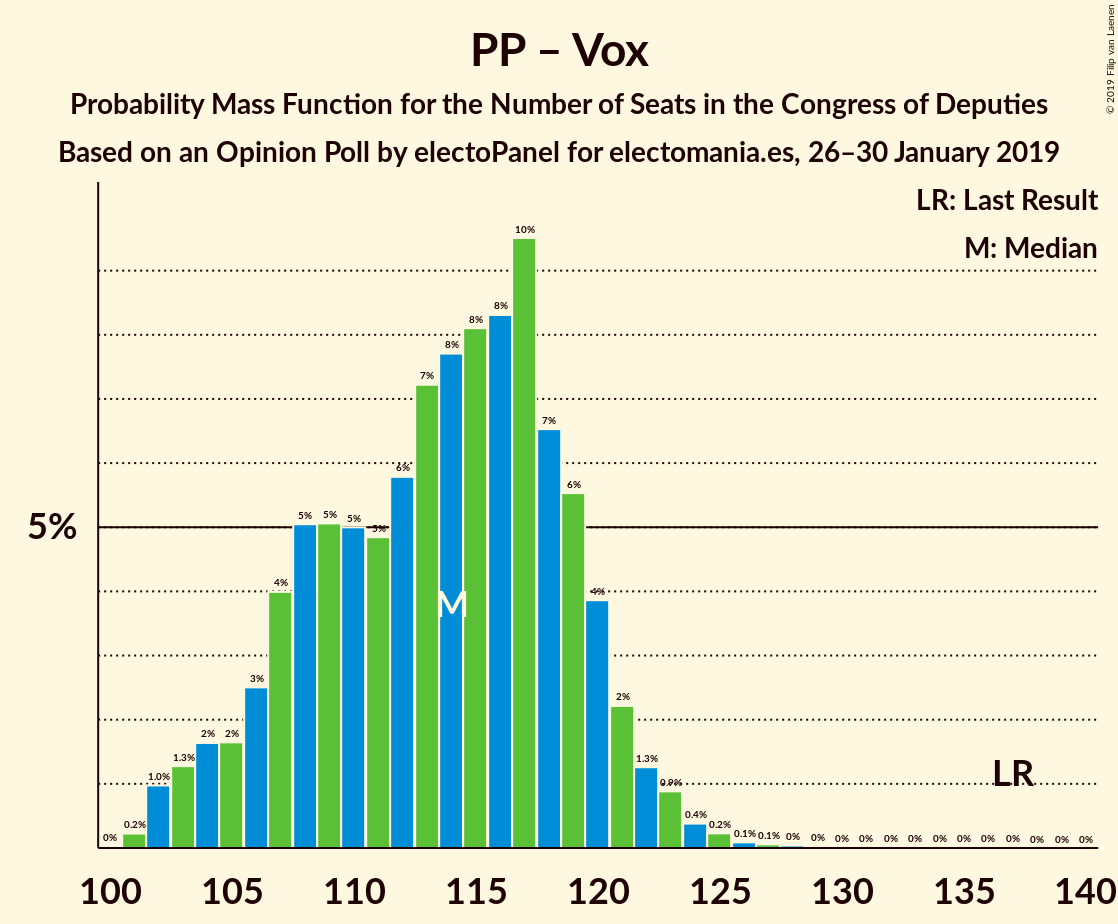 PP – Vox
Probability Mass Function for the Number of Seats in the Congress of Deputies
Based on an Opinion Poll by electoPanel for electomania.es, 26–30 January 2019
© 2019 Filip van Laenen
LR: Last Result
M: Median
5%
0% 0.2% 1.0% 1.3% 2% 2% 3% 4% 5% 5% 5% 5% 6% 7% 8% 8% 8% 10% 7% 6% 4% 2% 1.3% 0.9% 0.4% 0.2% 0.1% 0.1% 0% 0% 0% 0% 0% 0% 0% 0% 0% 0% 0% 0% 0%
M
LR
100 105 110 115 120 125 130 135 140